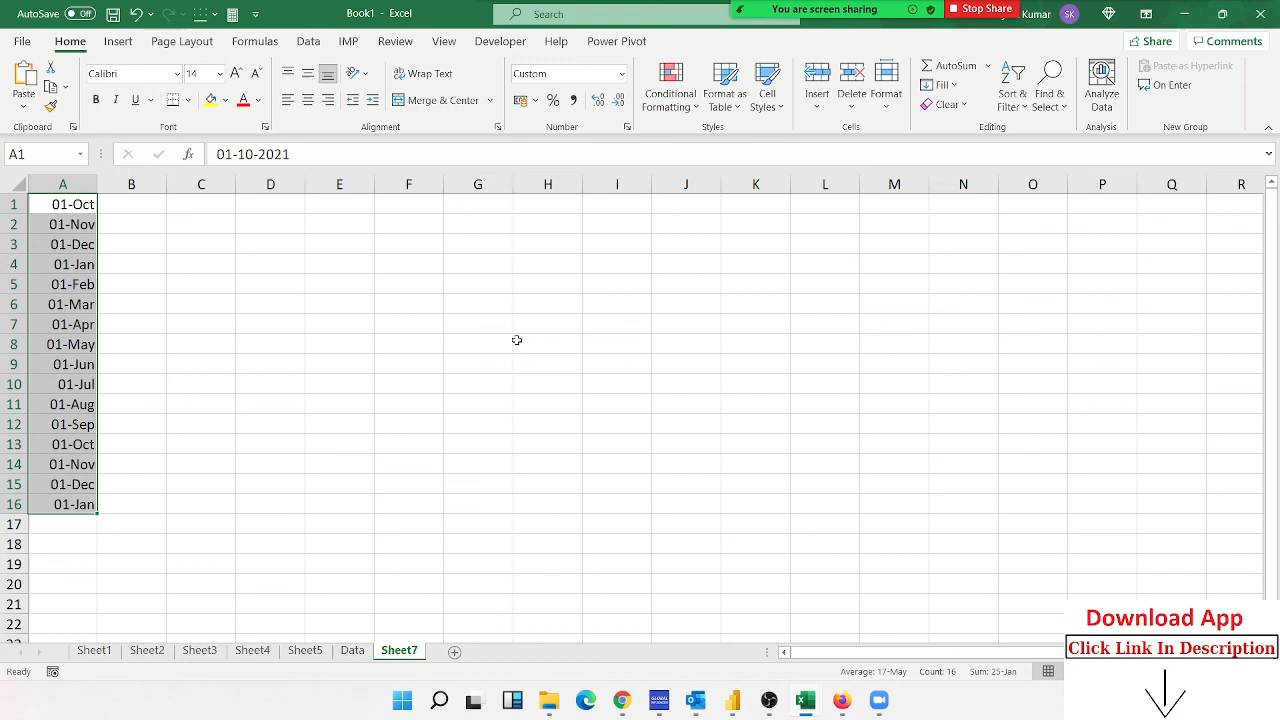 AutoSave Off Book1 - Excel Search You are screen sharing Stop Share Kumar SK
File Home Insert Page Layout Formulas Data IMP Review View Developer Help Power Pivot Share Comments
Paste Calibri 14 Wrap Text Custom Conditional Formatting Format as Table Cell Styles Insert Delete Format AutoSum Sort & Filter Find & Select Analyze Data Paste as Hyperlink
B I U Merge & Center Fill Clear On Enter
Clipboard Font Alignment Number Styles Cells Editing Analysis New Group
A1 fx 01-10-2021
A B C D E F G H I J K L M N O P Q R
1 01-Oct
2 01-Nov
3 01-Dec
4 01-Jan
5 01-Feb
6 01-Mar
7 01-Apr
8 01-May
9 01-Jun
10 01-Jul
11 01-Aug
12 01-Sep
13 01-Oct
14 01-Nov
15 01-Dec
16 01-Jan
17
18
19
20
21
22
Download App
Click Link In Description
Sheet1 Sheet2 Sheet3 Sheet4 Sheet5 Data Sheet7
Ready Average: 17-May Count: 16 Sum: 25-Jan